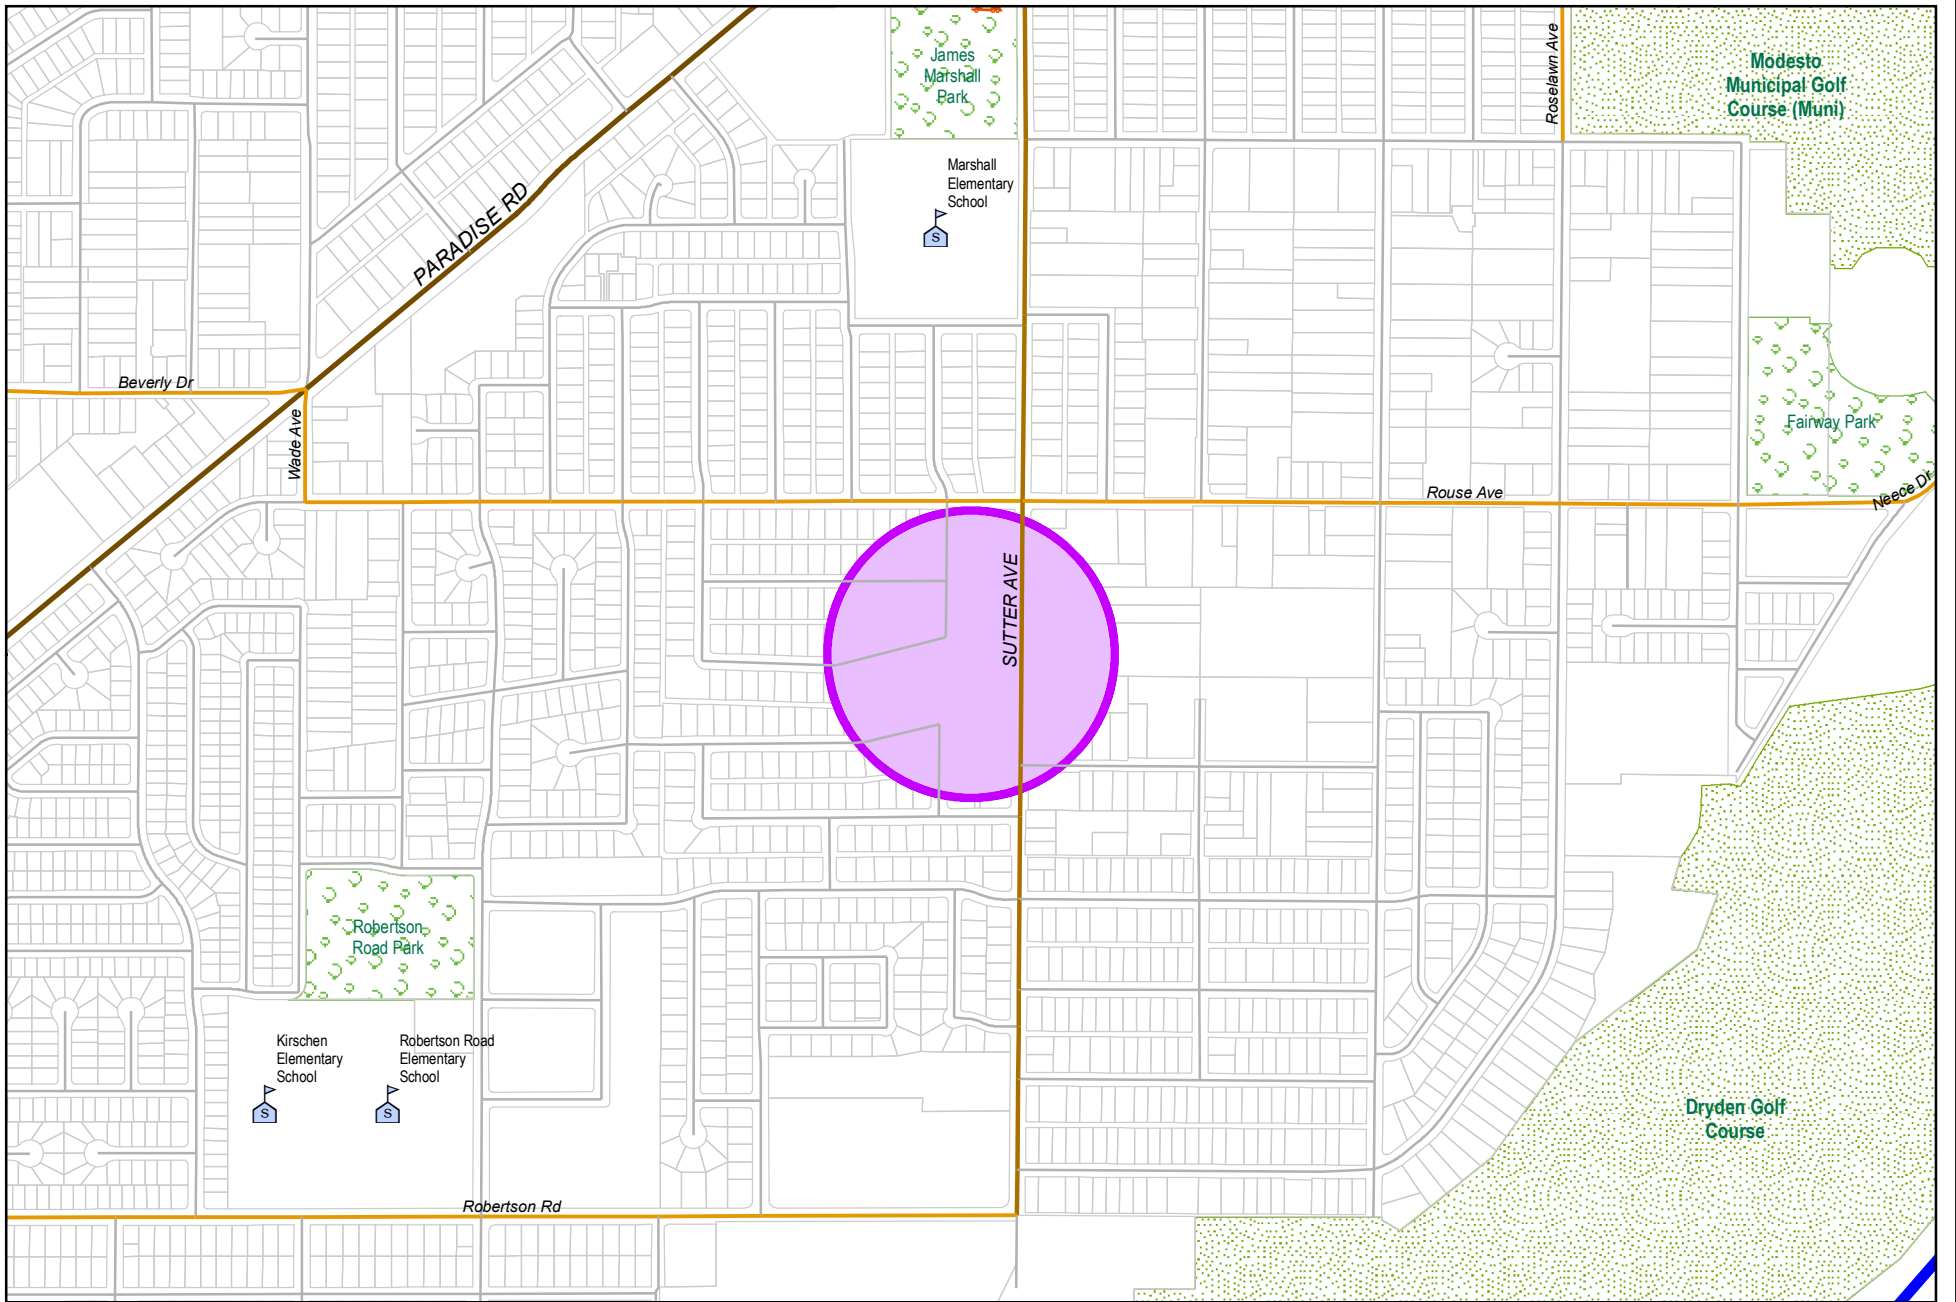 James
Marshall
Park
Roselawn Ave
Modesto
Municipal Golf
Course (Muni)
Marshall
Elementary
School
S
PARADISE RD
Beverly Dr
Wade Ave
Fairway Park
Rouse Ave
Neece Dr
SUTTER AVE
Robertson
Road Park
Kirschen
Elementary
School
S
Robertson Road
Elementary
School
S
Dryden Golf
Course
Robertson Rd